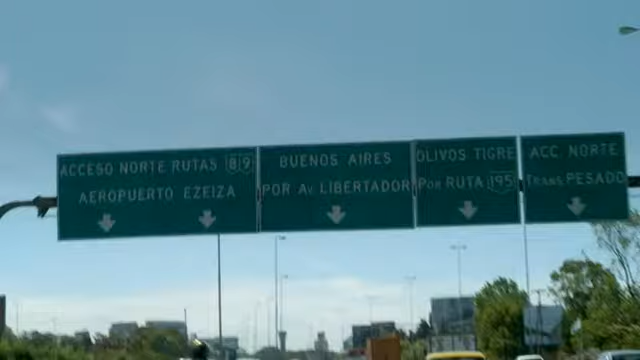 ACCESO NORTE RUTAS 8 9
AEROPUERTO EZEIZA
BUENOS AIRES
POR Av LIBERTADOR
OLIVOS TIGRE
POR RUTA 195
ACC NORTE
TRANS PESADO